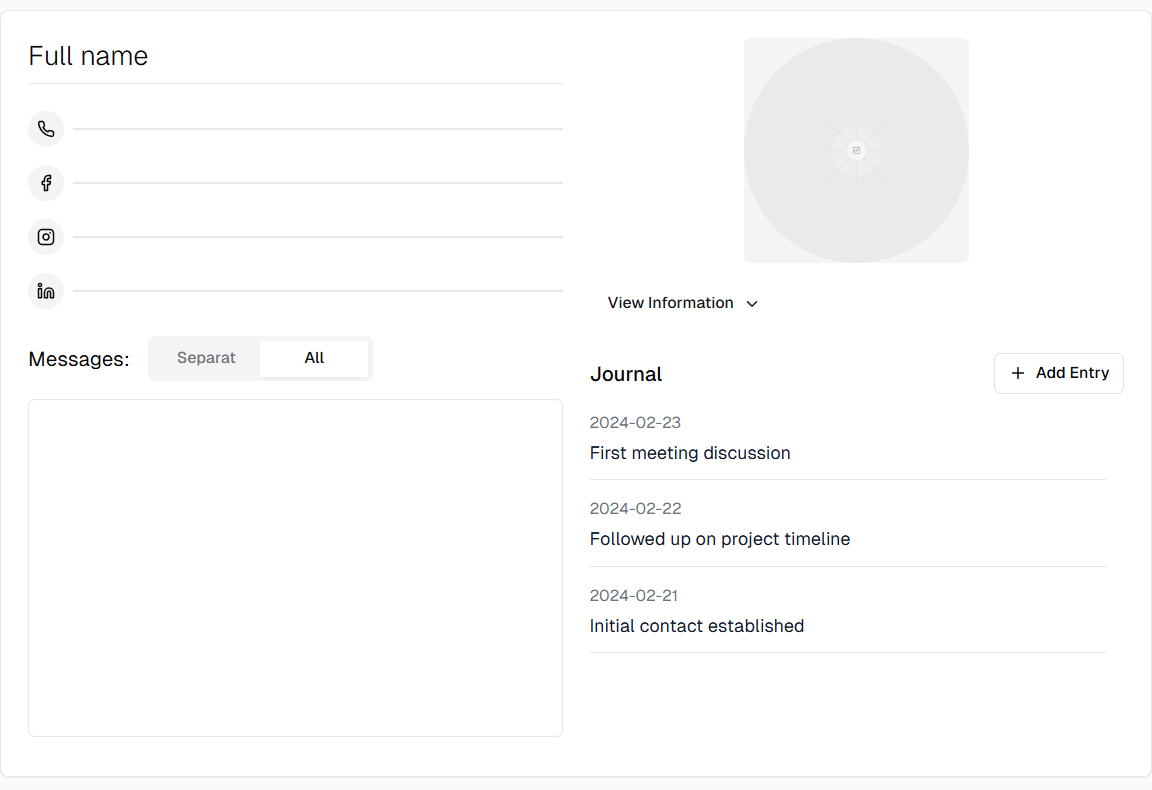 Full name
Messages:
Separat
All
View Information
Journal
Add Entry
2024-02-23
First meeting discussion
2024-02-22
Followed up on project timeline
2024-02-21
Initial contact established